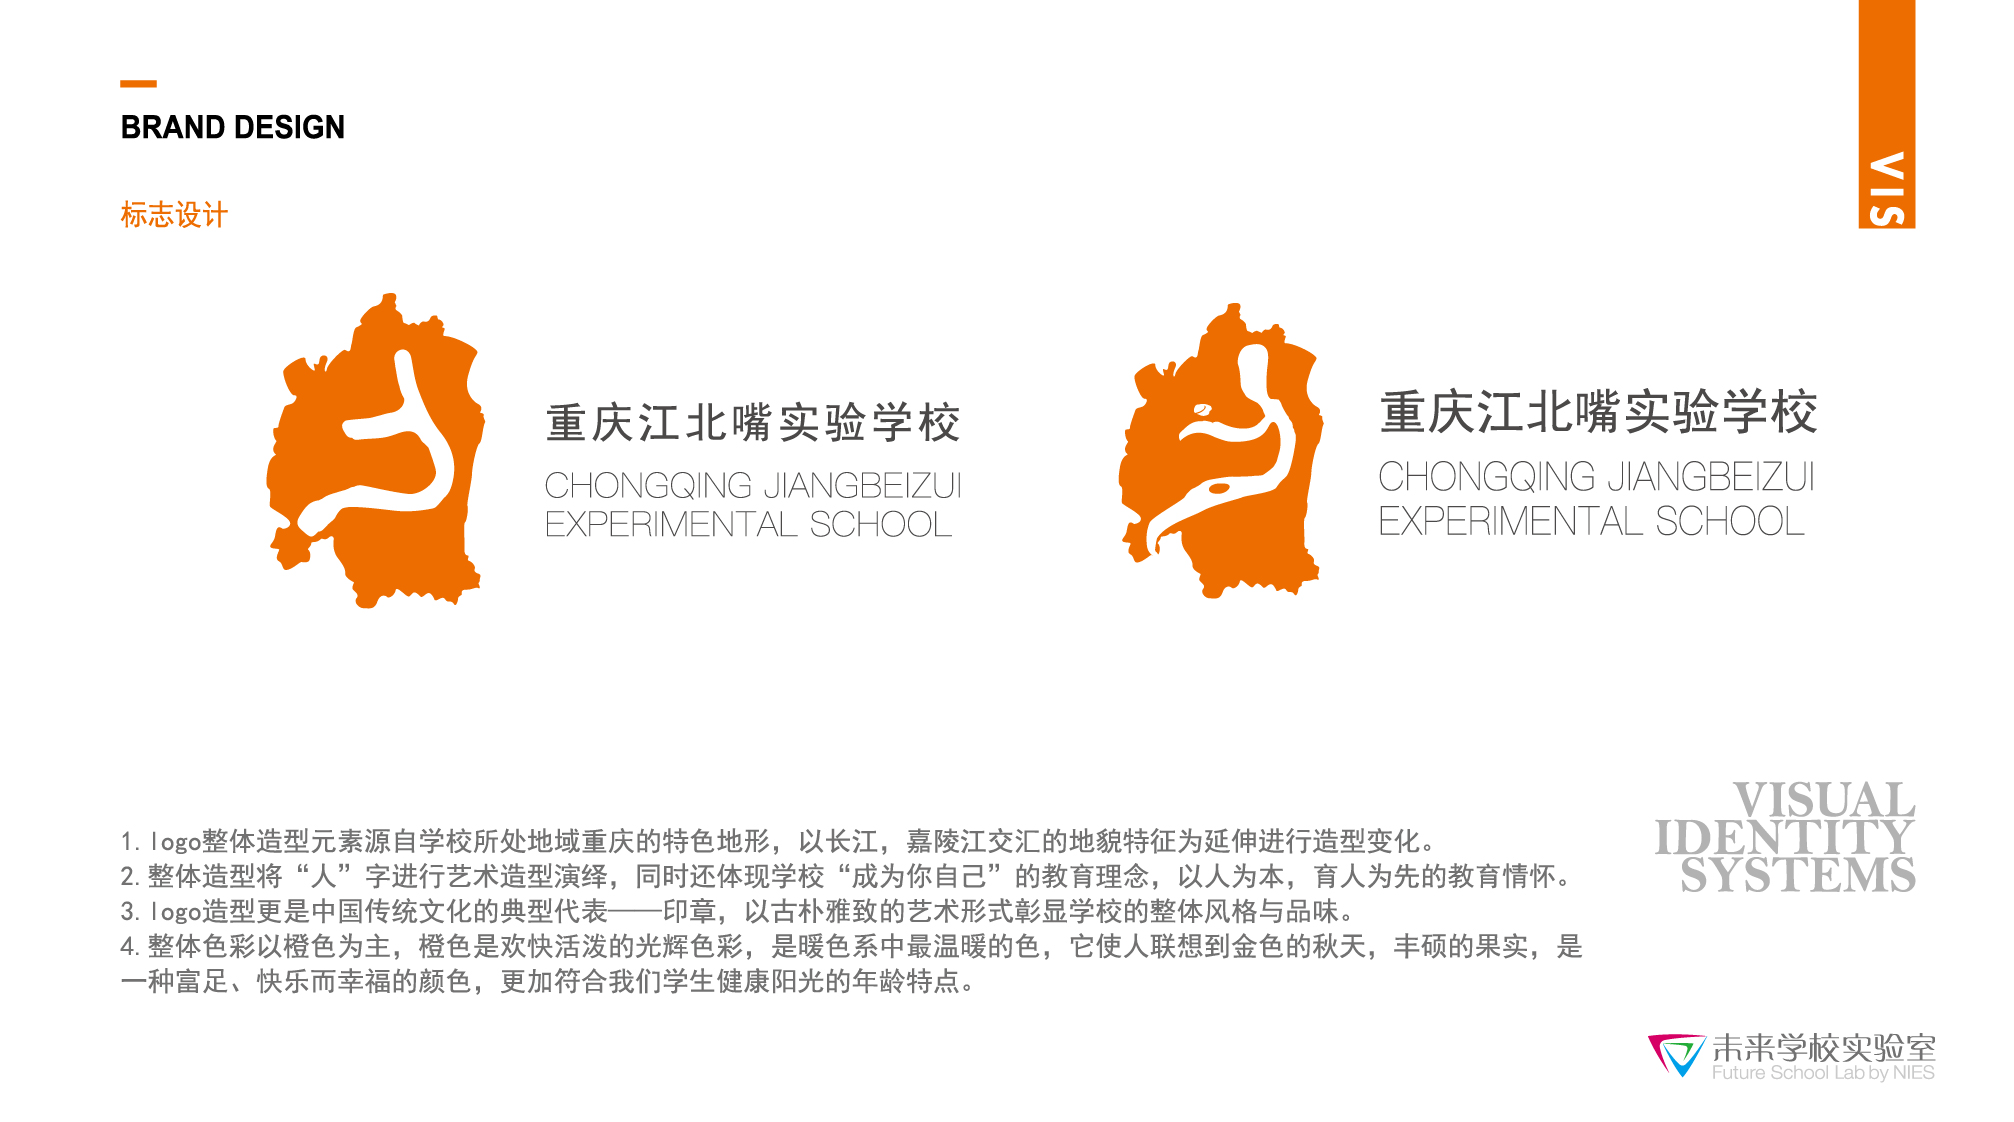 BRAND DESIGN
VIS
标志设计
重庆江北嘴实验学校
CHONGQING JIANGBEIZUI
EXPERIMENTAL SCHOOL
重庆江北嘴实验学校
CHONGQING JIANGBEIZUI
EXPERIMENTAL SCHOOL
VISUAL
IDENTITY
SYSTEMS
1. logo整体造型元素源自学校所处地域重庆的特色地形，以长江，嘉陵江交汇的地貌特征为延伸进行造型变化。
2. 整体造型将“人”字进行艺术造型演绎，同时还体现学校“成为你自己”的教育理念，以人为本，育人为先的教育情怀。
3. logo造型更是中国传统文化的典型代表——印章，以古朴雅致的艺术形式彰显学校的整体风格与品味。
4. 整体色彩以橙色为主，橙色是欢快活泼的光辉色彩，是暖色系中最温暖的色，它使人联想到金色的秋天，丰硕的果实，是
一种富足、快乐而幸福的颜色，更加符合我们学生健康阳光的年龄特点。
未来学校实验室
Future School Lab by NIES